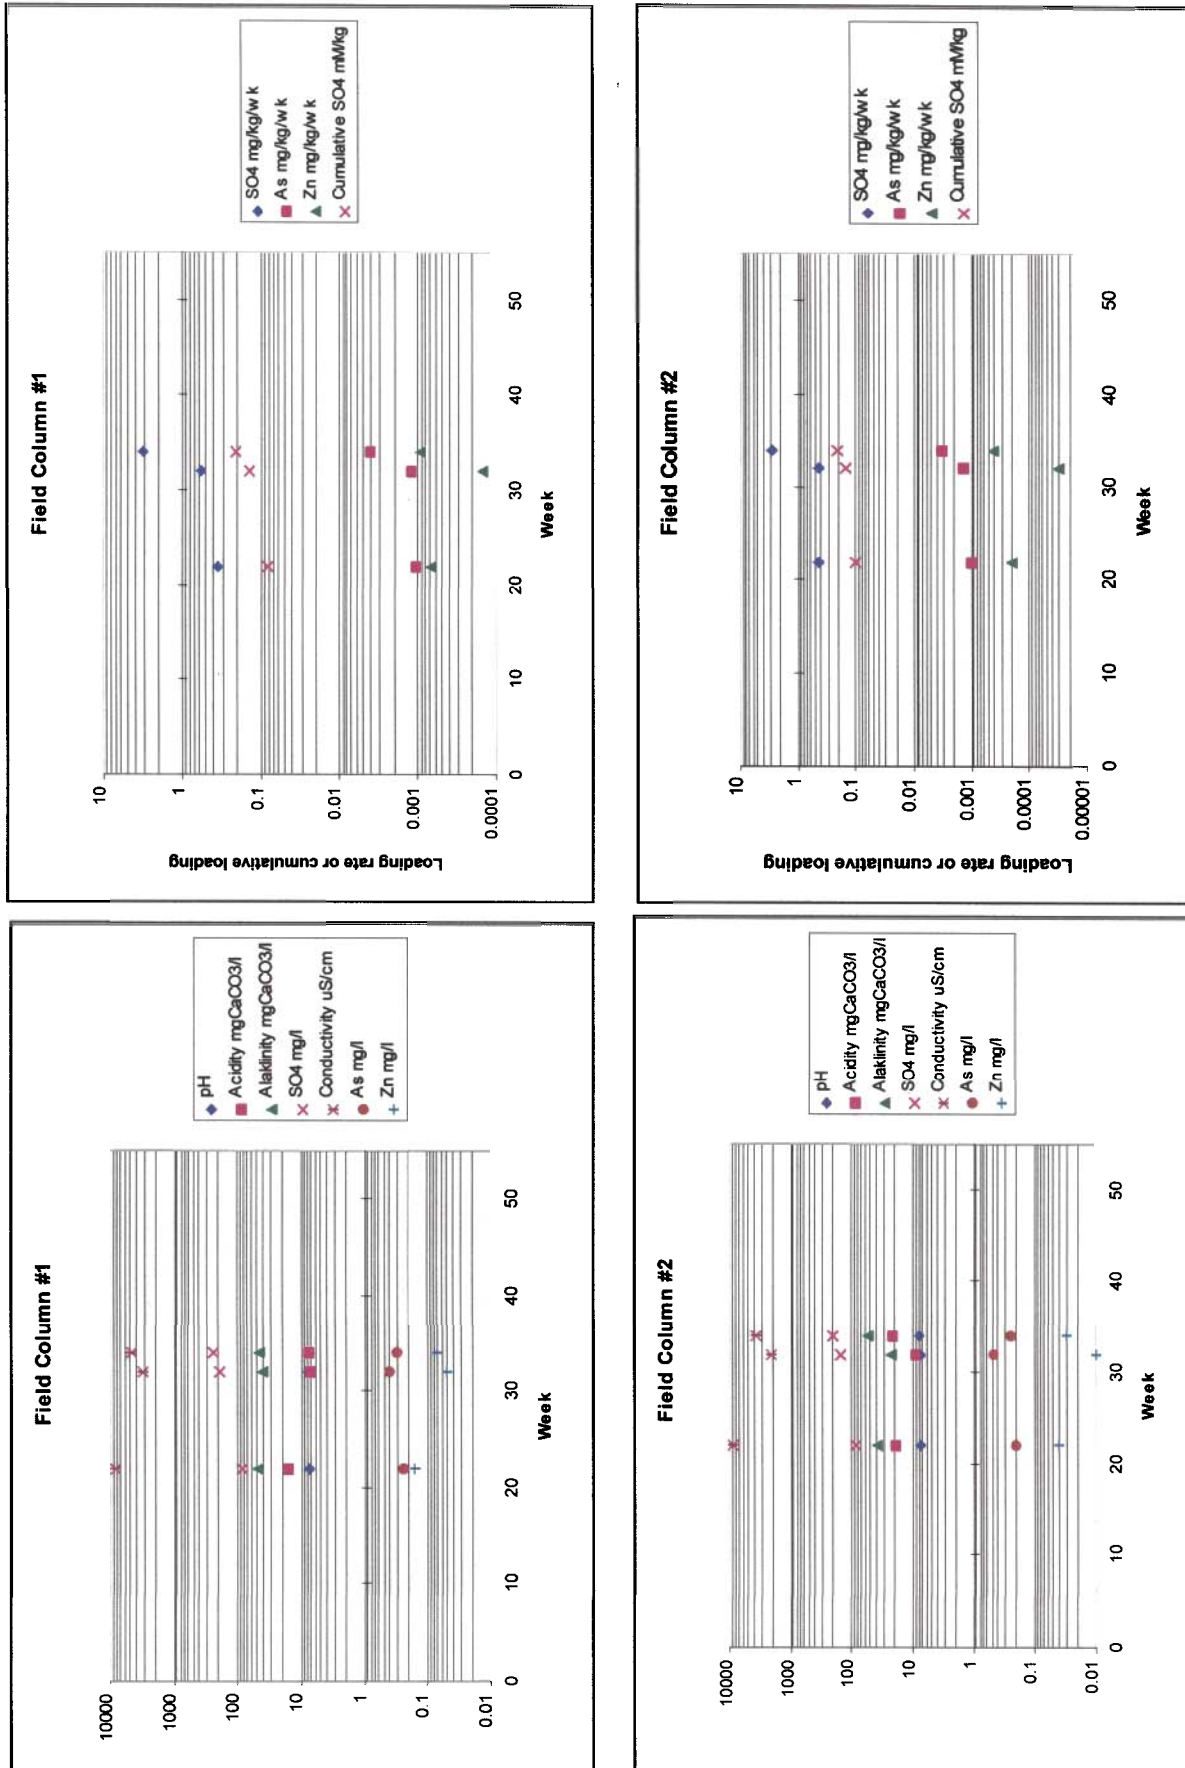 Field Column #1
10000
1000
100
10
1
0.1
0.01
0
10
20
30
40
50
Week
pH
Acidity mgCaCO3/l
Alaklinity mgCaCO3/l
SO4 mg/l
Conductivity uS/cm
As mg/l
Zn mg/l
Field Column #1
Loading rate or cumulative loading
10
1
0.1
0.01
0.001
0.0001
0
10
20
30
40
50
Week
SO4 mg/kg/wk
As mg/kg/wk
Zn mg/kg/wk
Cumulative SO4 mM/kg
Field Column #2
10000
1000
100
10
1
0.1
0.01
0
10
20
30
40
50
Week
pH
Acidity mgCaCO3/l
Alaklinity mgCaCO3/l
SO4 mg/l
Conductivity uS/cm
As mg/l
Zn mg/l
Field Column #2
Loading rate or cumulative loading
10
1
0.1
0.01
0.001
0.0001
0.00001
0
10
20
30
40
50
Week
SO4 mg/kg/wk
As mg/kg/wk
Zn mg/kg/wk
Cumulative SO4 mM/kg